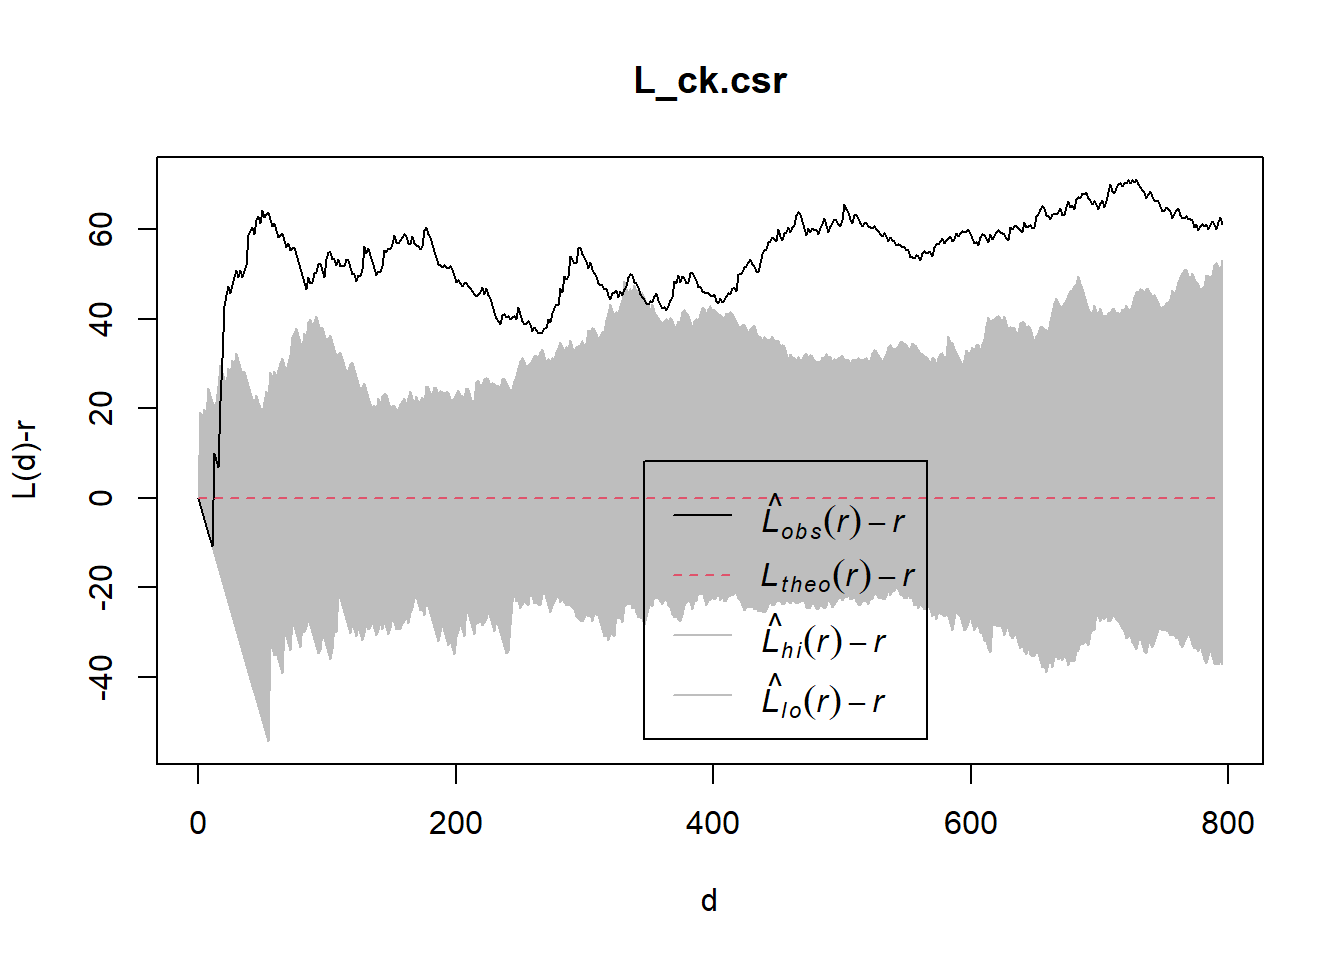 L_ck.csr
L(d)-r
60
40
20
0
-20
-40
L̂obs(r) – r
Ltheo(r) – r
L̂hi(r) – r
L̂lo(r) – r
0 200 400 600 800
d